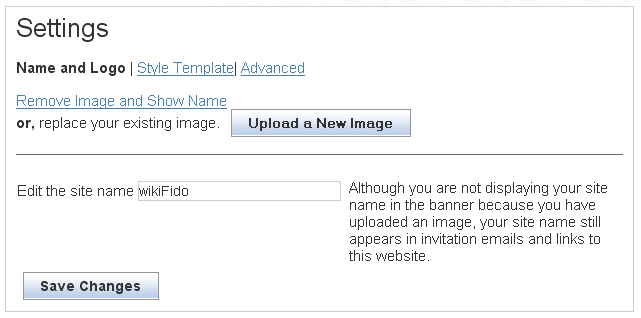 Settings
Name and Logo | Style Template| Advanced
Remove Image and Show Name
or, replace your existing image. Upload a New Image
Edit the site name wikiFido
Although you are not displaying your site
name in the banner because you have
uploaded an image, your site name still
appears in invitation emails and links to
this website.
Save Changes